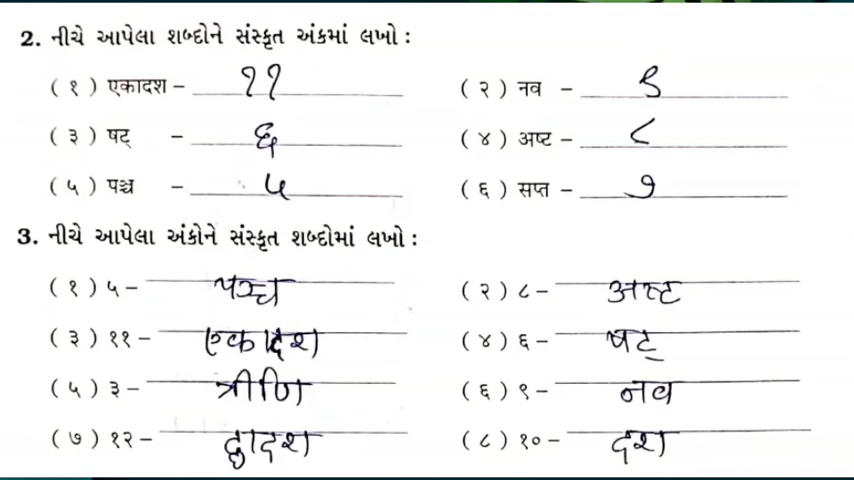 2. નીચે આપેલા શબ્દોને સંસ્કૃત અંકમાં લખો :
( १ ) एकादश – ११ ( २ ) नव – ९
( ३ ) षट् – ६ ( ४ ) अष्ट – ८
( ५ ) पञ्च – ५ ( ६ ) सप्त – ७
3. નીચે આપેલા અંકોને સંસ્કૃત શબ્દોમાં લખો :
( १ ) ५ – पञ्च ( २ ) ८ – अष्ट
( ३ ) ११ – एकादश ( ४ ) ६ – षट्
( ५ ) ३ – त्रीणि ( ६ ) ९ – नव
( ७ ) १२ – द्वादश ( ८ ) १० – दश